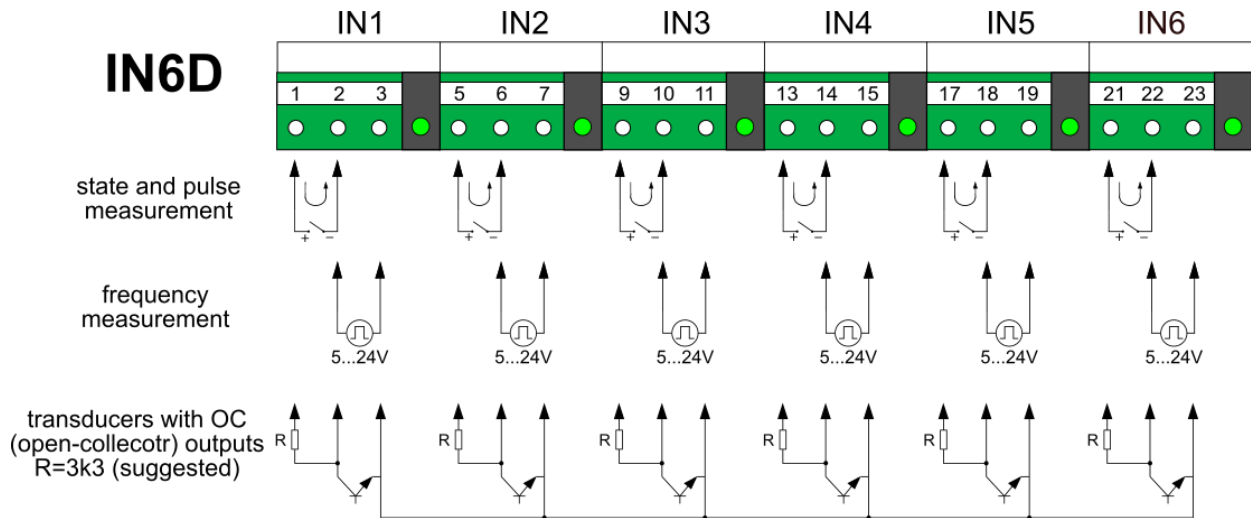 IN1 IN2 IN3 IN4 IN5 IN6
IN6D
1 2 3 5 6 7 9 10 11 13 14 15 17 18 19 21 22 23
state and pulse
measurement
+ − + − + − + − + − + −
frequency
measurement
5...24V 5...24V 5...24V 5...24V 5...24V 5...24V
transducers with OC
(open-collecotr) outputs
R=3k3 (suggested)
R R R R R R